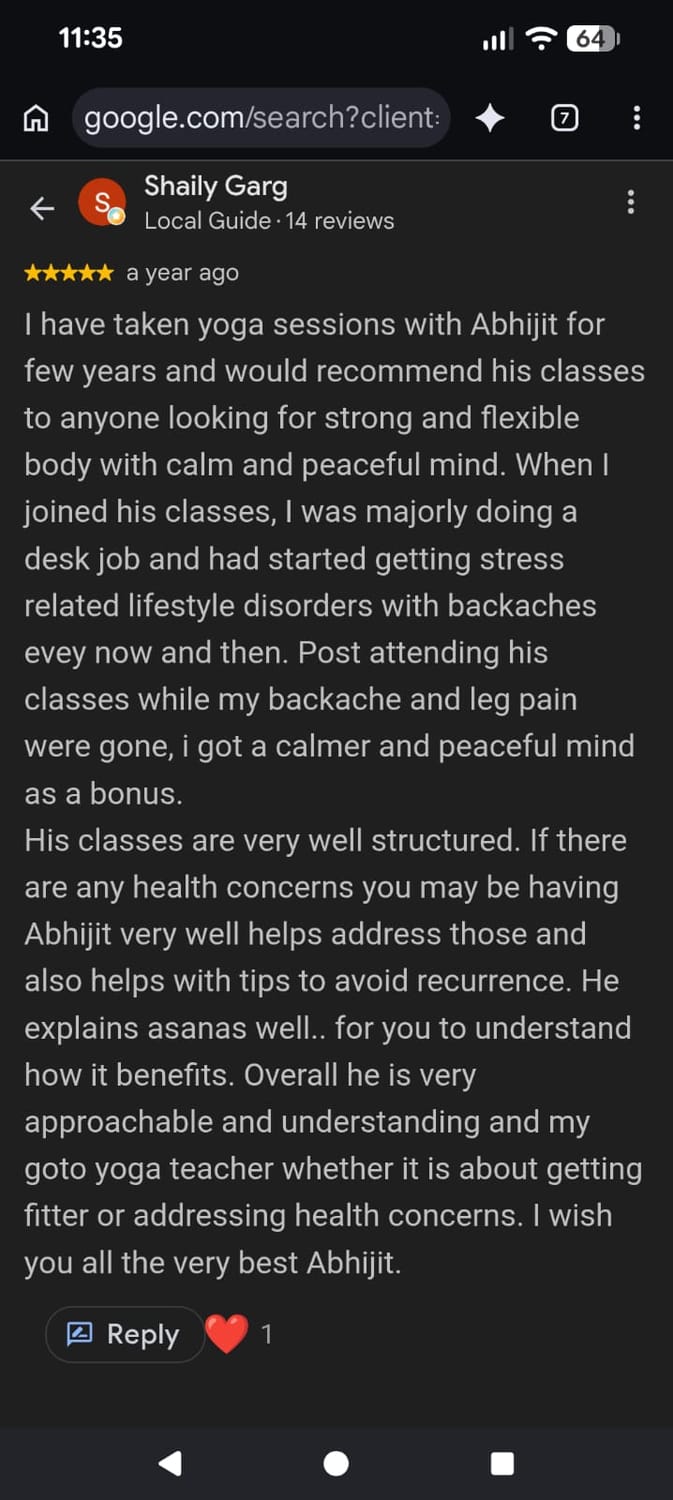 11:35
64
google.com/search?client:
7
S
Shaily Garg
Local Guide · 14 reviews
a year ago
I have taken yoga sessions with Abhijit for
few years and would recommend his classes
to anyone looking for strong and flexible
body with calm and peaceful mind. When I
joined his classes, I was majorly doing a
desk job and had started getting stress
related lifestyle disorders with backaches
evey now and then. Post attending his
classes while my backache and leg pain
were gone, i got a calmer and peaceful mind
as a bonus.
His classes are very well structured. If there
are any health concerns you may be having
Abhijit very well helps address those and
also helps with tips to avoid recurrence. He
explains asanas well.. for you to understand
how it benefits. Overall he is very
approachable and understanding and my
goto yoga teacher whether it is about getting
fitter or addressing health concerns. I wish
you all the very best Abhijit.
Reply
1